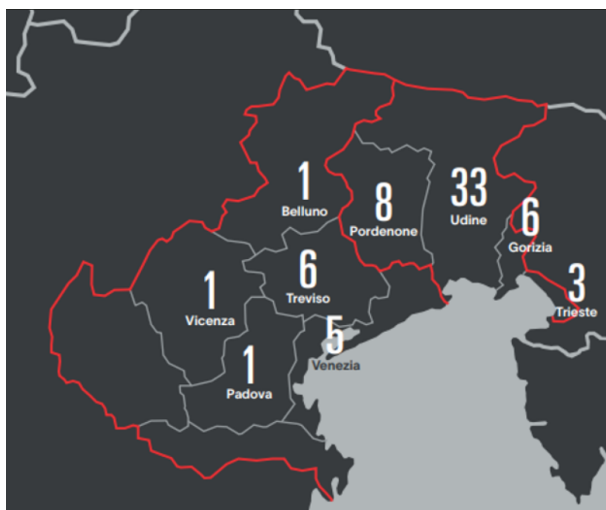 1
Belluno
8
Pordenone
33
Udine
6
Gorizia
1
Vicenza
6
Treviso
3
Trieste
5
Venezia
1
Padova